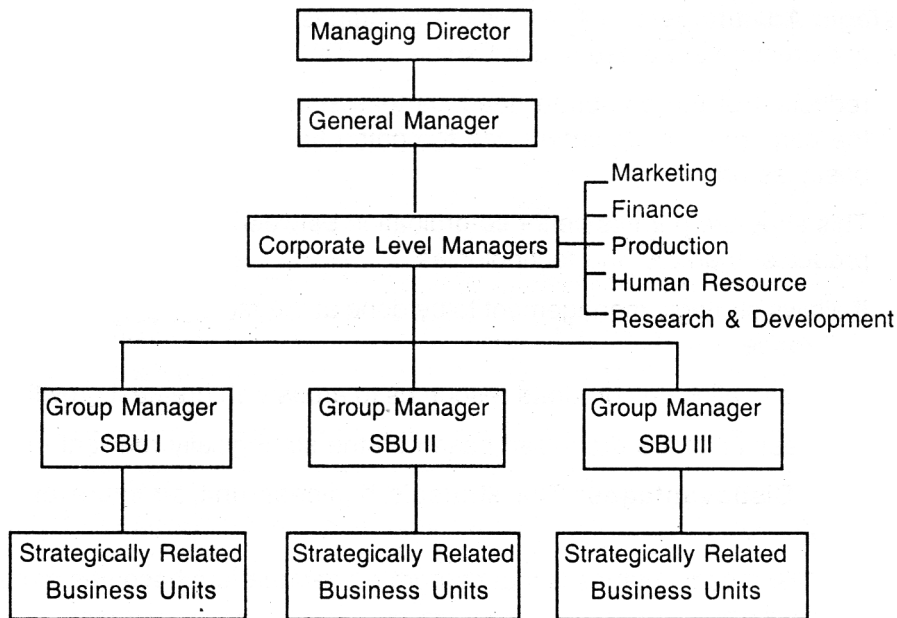 Managing Director
General Manager
Corporate Level Managers
Marketing
Finance
Production
Human Resource
Research & Development
Group Manager
SBU I
Group Manager
SBU II
Group Manager
SBU III
Strategically Related
Business Units
Strategically Related
Business Units
Strategically Related
Business Units